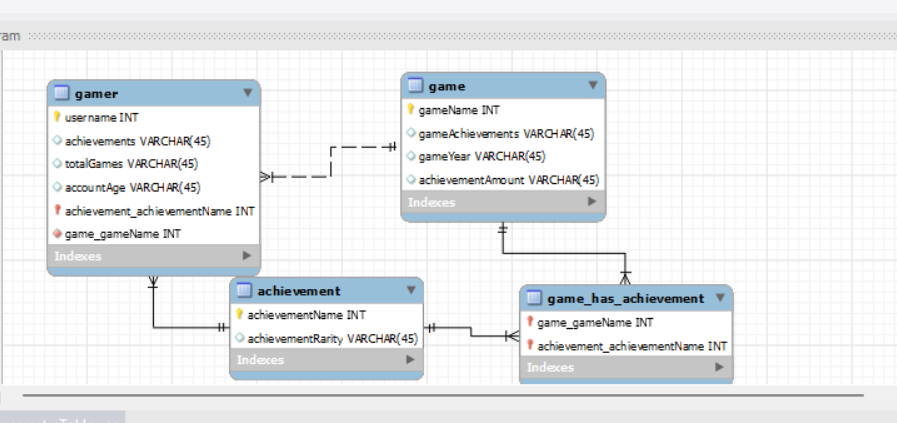 ram
gamer
username INT
achievements VARCHAR(45)
totalGames VARCHAR(45)
accountAge VARCHAR(45)
achievement_achievementName INT
game_gameName INT
Indexes
game
gameName INT
gameAchievements VARCHAR(45)
gameYear VARCHAR(45)
achievementAmount VARCHAR(45)
Indexes
achievement
achievementName INT
achievementRarity VARCHAR(45)
Indexes
game_has_achievement
game_gameName INT
achievement_achievementName INT
Indexes